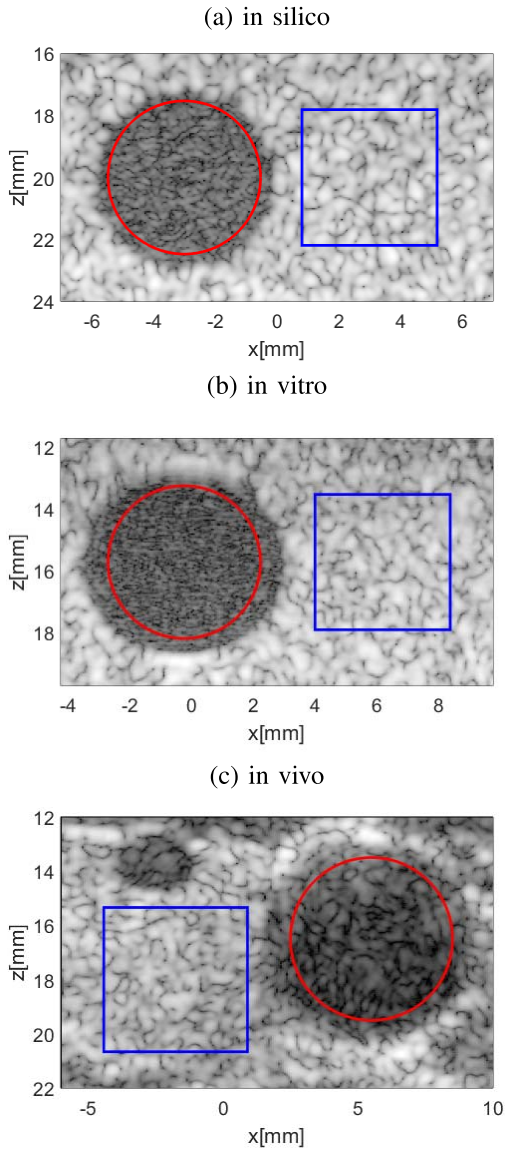 (a) in silico
16
18
20
22
24
z[mm]
-6 -4 -2 0 2 4 6
x[mm]
(b) in vitro
12
14
16
18
z[mm]
-4 -2 0 2 4 6 8
x[mm]
(c) in vivo
12
14
16
18
20
22
z[mm]
-5 0 5 10
x[mm]